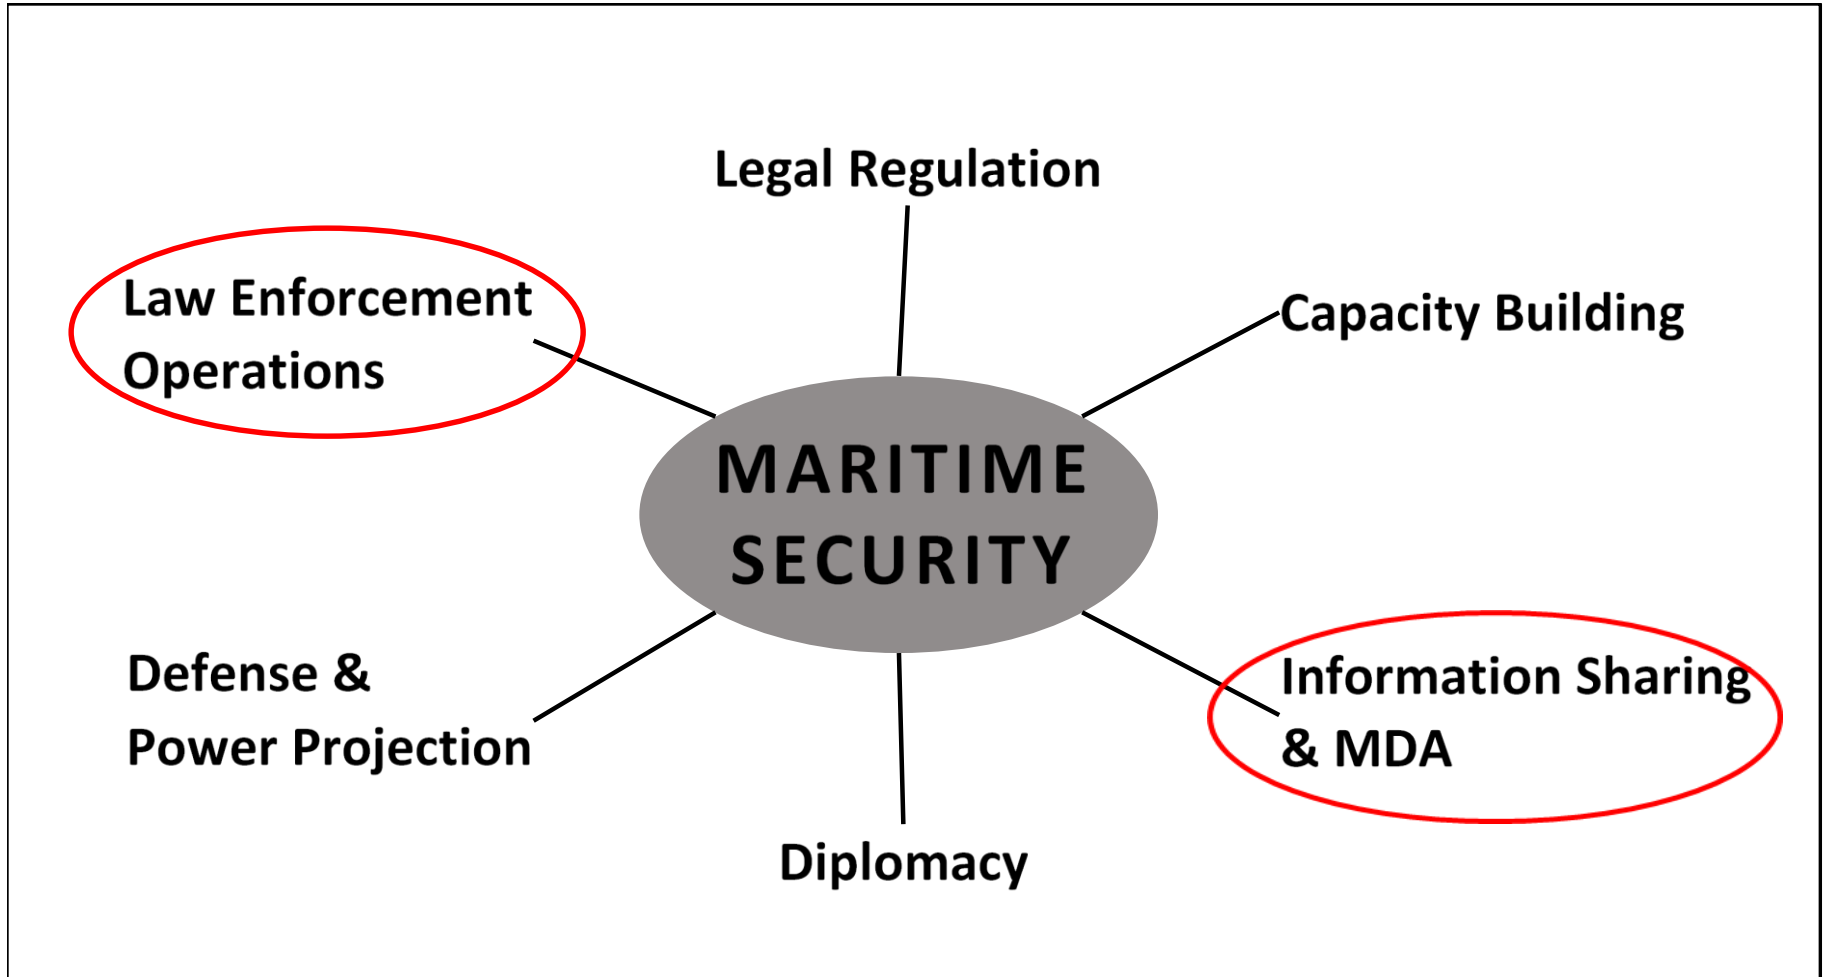 Legal Regulation
Law Enforcement
Operations
Capacity Building
MARITIME
SECURITY
Defense &
Power Projection
Information Sharing
& MDA
Diplomacy